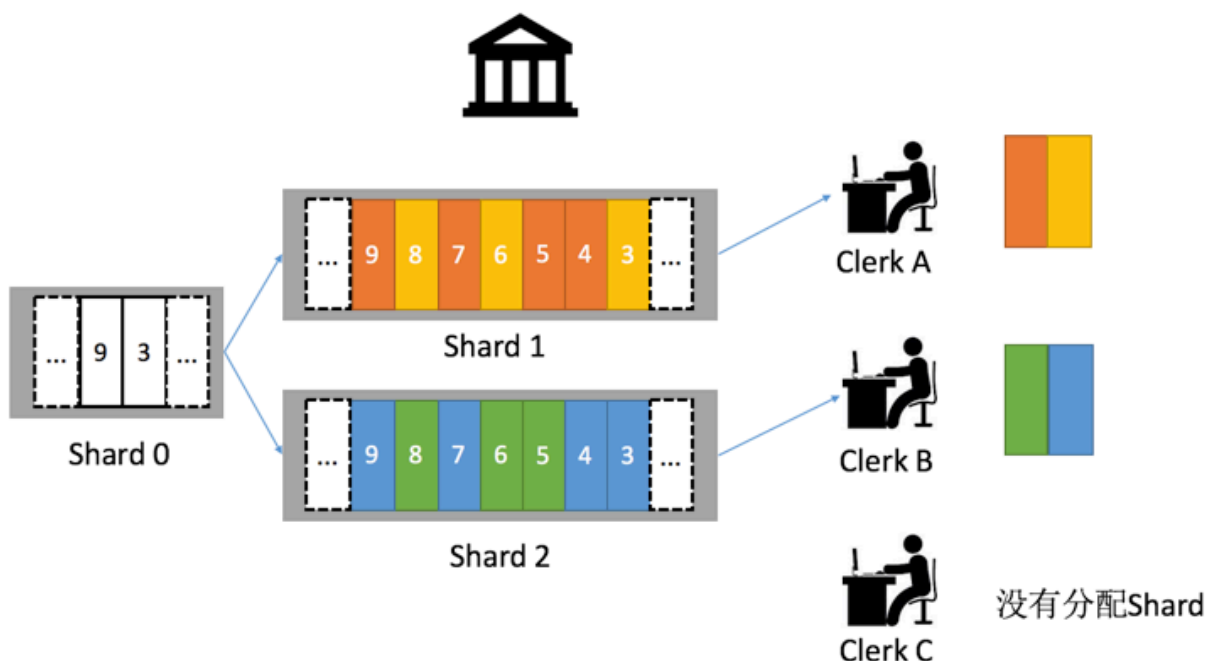 ... 9 8 7 6 5 4 3 ...
Shard 1
Clerk A
... 9 3 ...
Shard 0
... 9 8 7 6 5 4 3 ...
Shard 2
Clerk B
没有分配Shard
Clerk C